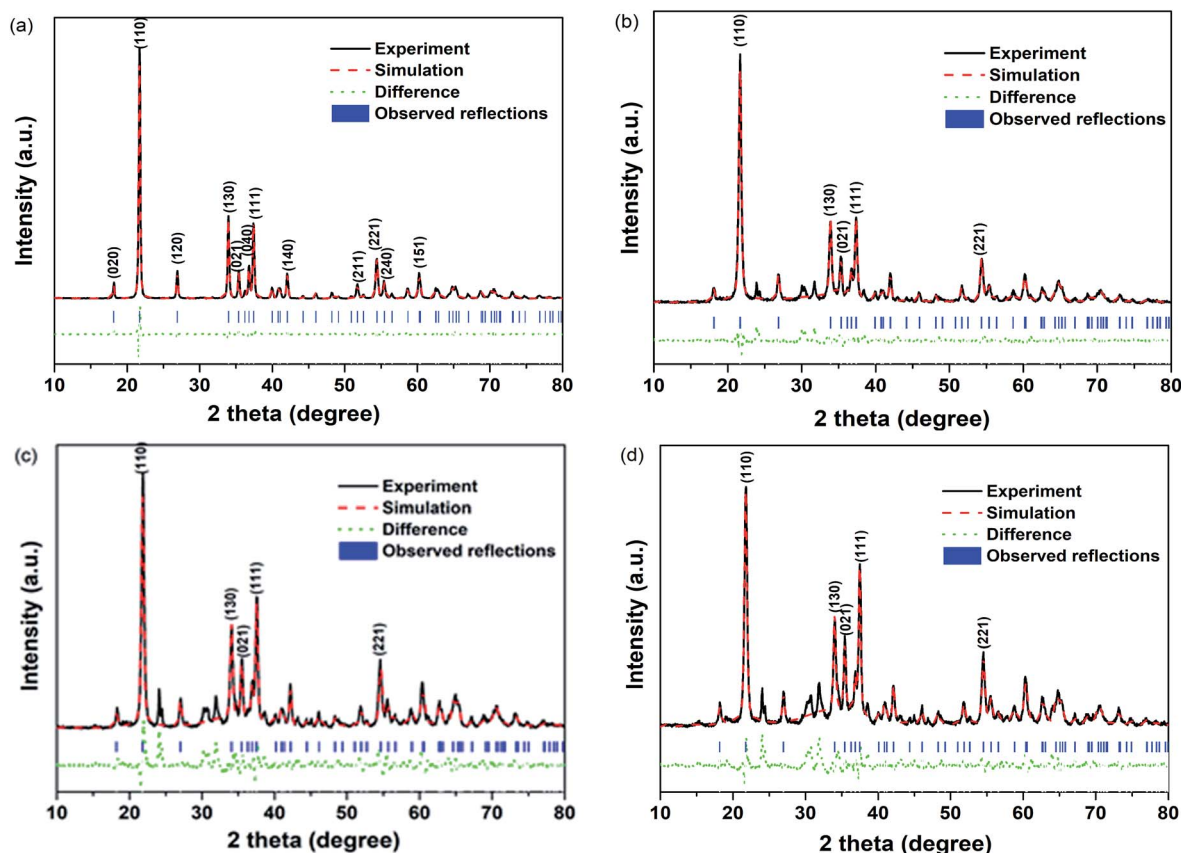 (a)
(110)
Experiment
Simulation
Difference
Observed reflections
Intensity (a.u.)
(020)
(120)
(130)
(021)
(040)
(111)
(140)
(211)
(221)
(240)
(151)
10 20 30 40 50 60 70 80
2 theta (degree)
(b)
(110)
Experiment
Simulation
Difference
Observed reflections
Intensity (a.u.)
(130)
(021)
(111)
(221)
10 20 30 40 50 60 70 80
2 theta (degree)
(c)
(110)
Experiment
Simulation
Difference
Observed reflections
Intensity (a.u.)
(130)
(021)
(111)
(221)
10 20 30 40 50 60 70 80
2 theta (degree)
(d)
(110)
Experiment
Simulation
Difference
Observed reflections
Intensity (a.u.)
(130)
(021)
(111)
(221)
10 20 30 40 50 60 70 80
2 theta (degree)